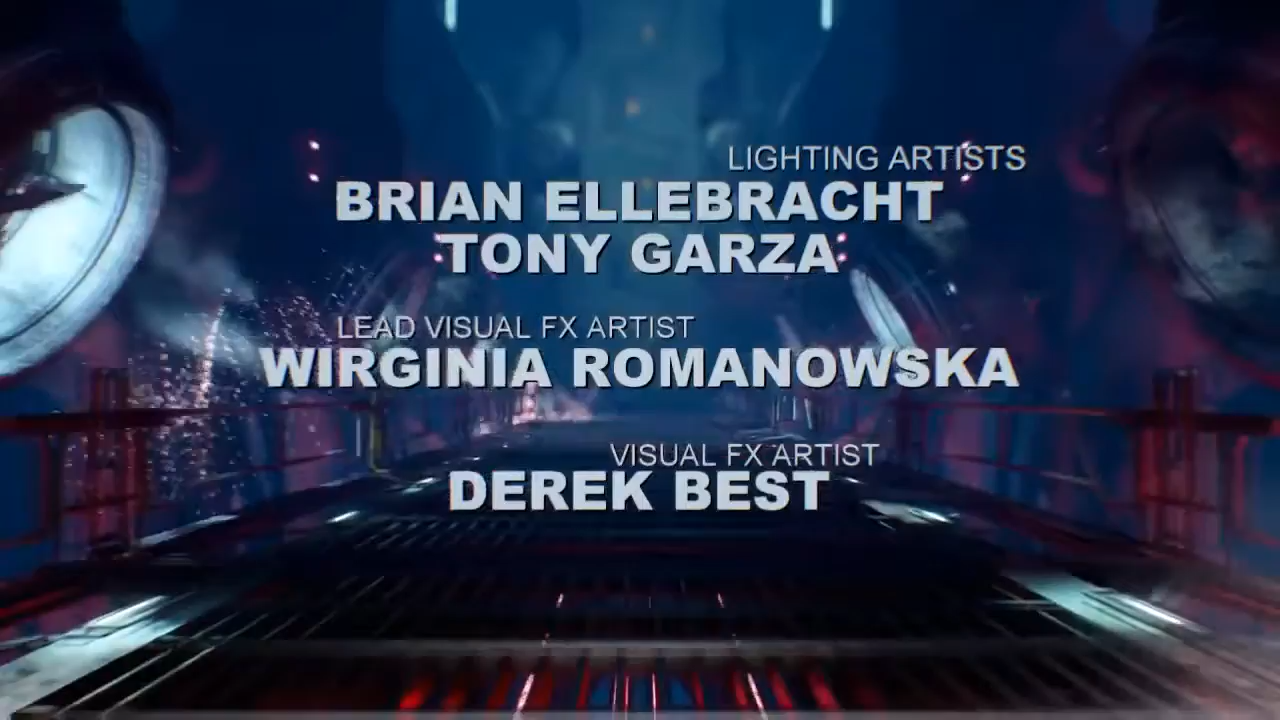 LIGHTING ARTISTS
BRIAN ELLEBRACHT
TONY GARZA
LEAD VISUAL FX ARTIST
WIRGINIA ROMANOWSKA
VISUAL FX ARTIST
DEREK BEST